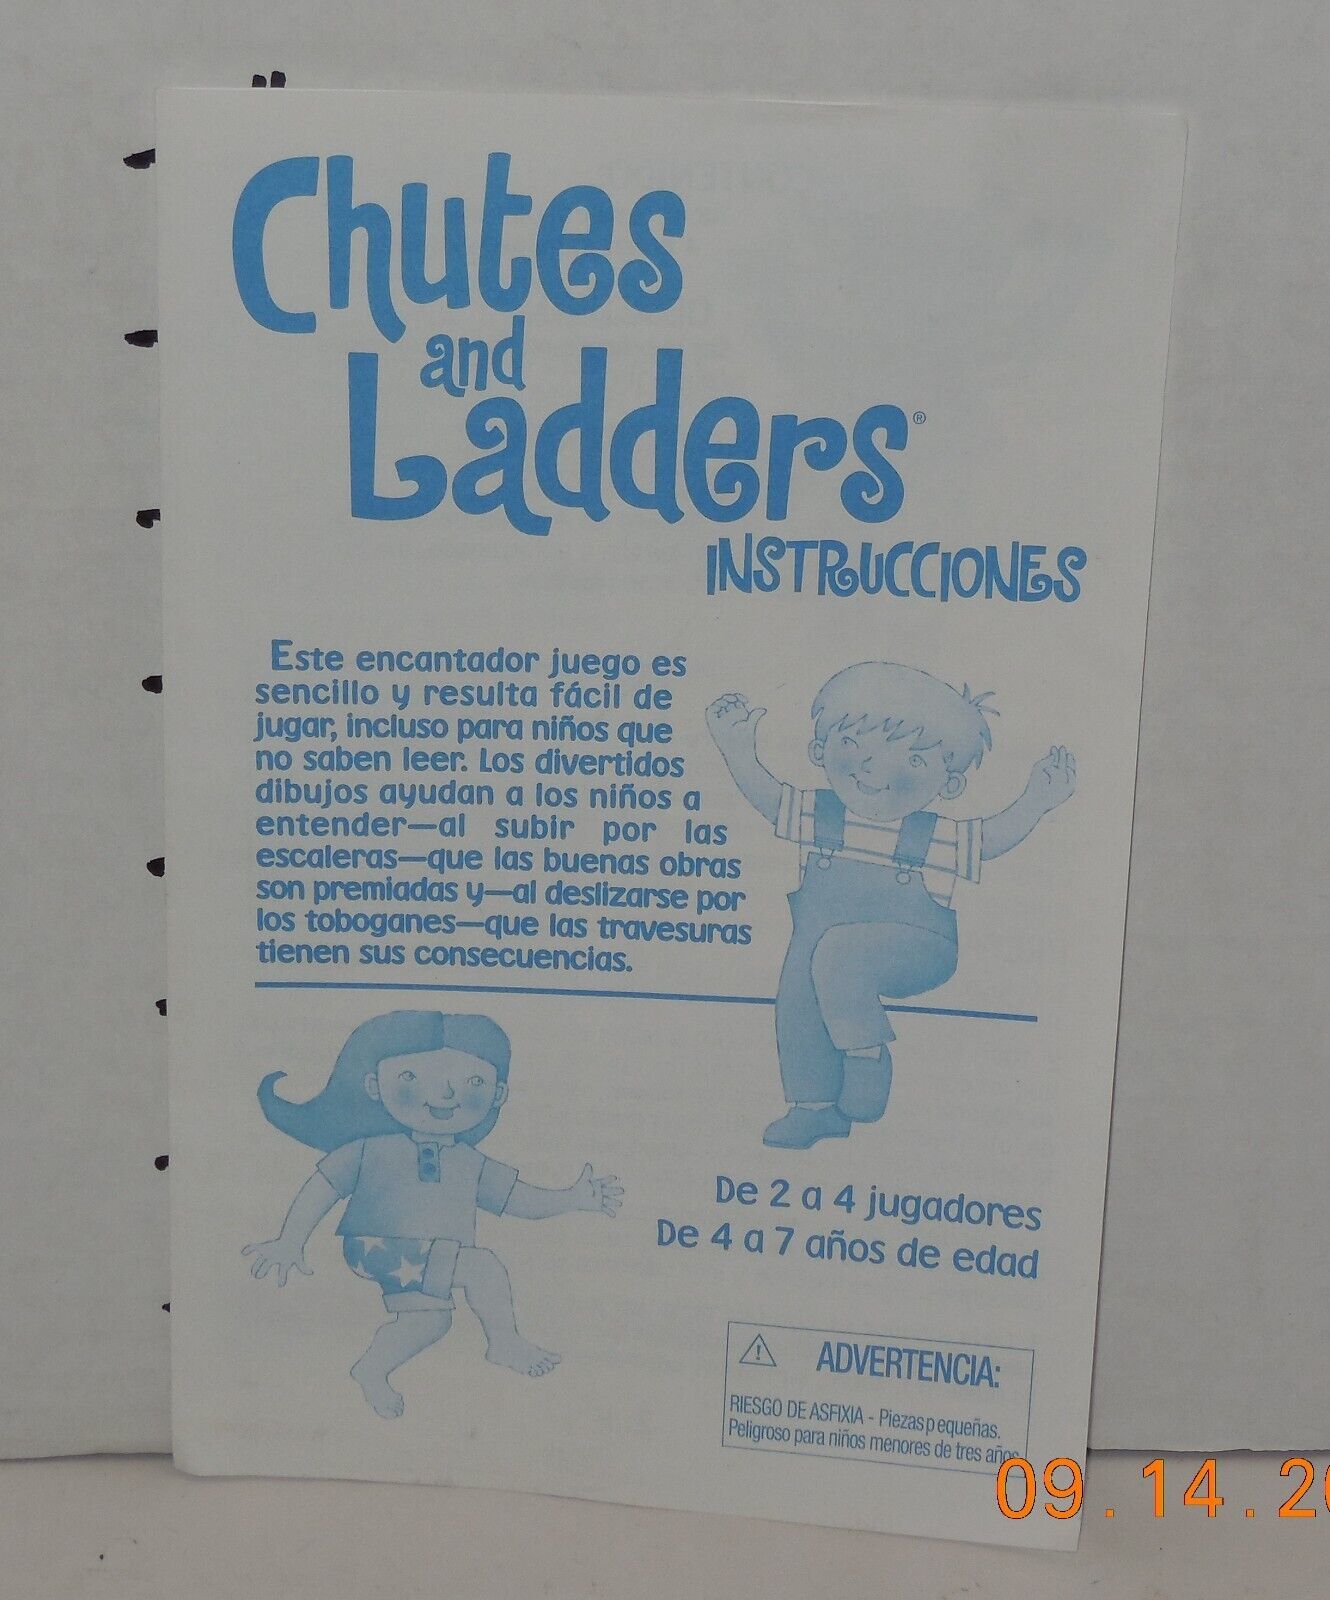 Chutes
and
Ladders®
INSTRUCCIONES
Este encantador juego es
sencillo y resulta fácil de
jugar, incluso para niños que
no saben leer. Los divertidos
dibujos ayudan a los niños a
entender—al subir por las
escaleras—que las buenas obras
son premiadas y—al deslizarse por
los toboganes—que las travesuras
tienen sus consecuencias.
De 2 a 4 jugadores
De 4 a 7 años de edad
ADVERTENCIA:
RIESGO DE ASFIXIA - Piezas pequeñas.
Peligroso para niños menores de tres años
09.14.20